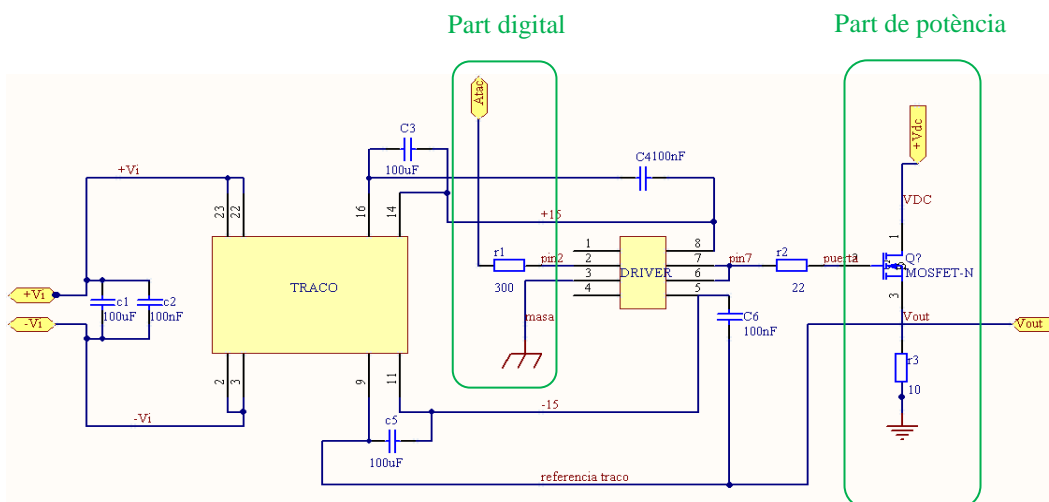 Part digital
Part de potència
Atac
+Vdc
C3
100uF
C4
100nF
+Vi
VDC
23
22
16
14
+15
1
TRACO
r1
300
pin2
1
2
3
4
DRIVER
8
7
6
5
pin7
r2
22
puerta
2
Q?
MOSFET-N
3
+Vi
-Vi
c1
100uF
c2
100nF
masa
C6
100nF
Vout
Vout
r3
10
2
3
9
11
-Vi
-15
c5
100uF
referencia traco